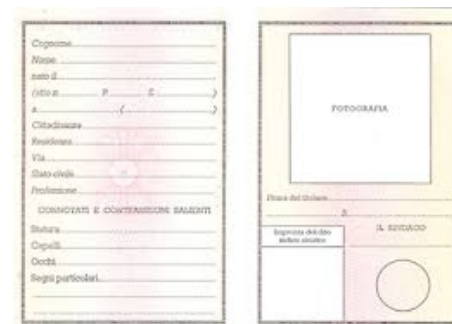 Cognome
Nome
nato il
(atto n. P. S. )
a ( )
Cittadinanza
Residenza
Via
Stato civile
Professione
CONNOTATI E CONTRASSEGNI SALIENTI
Statura
Capelli
Occhi
Segni particolari
FOTOGRAFIA
Firma del titolare
Impronta del dito
indice sinistro
IL SINDACO